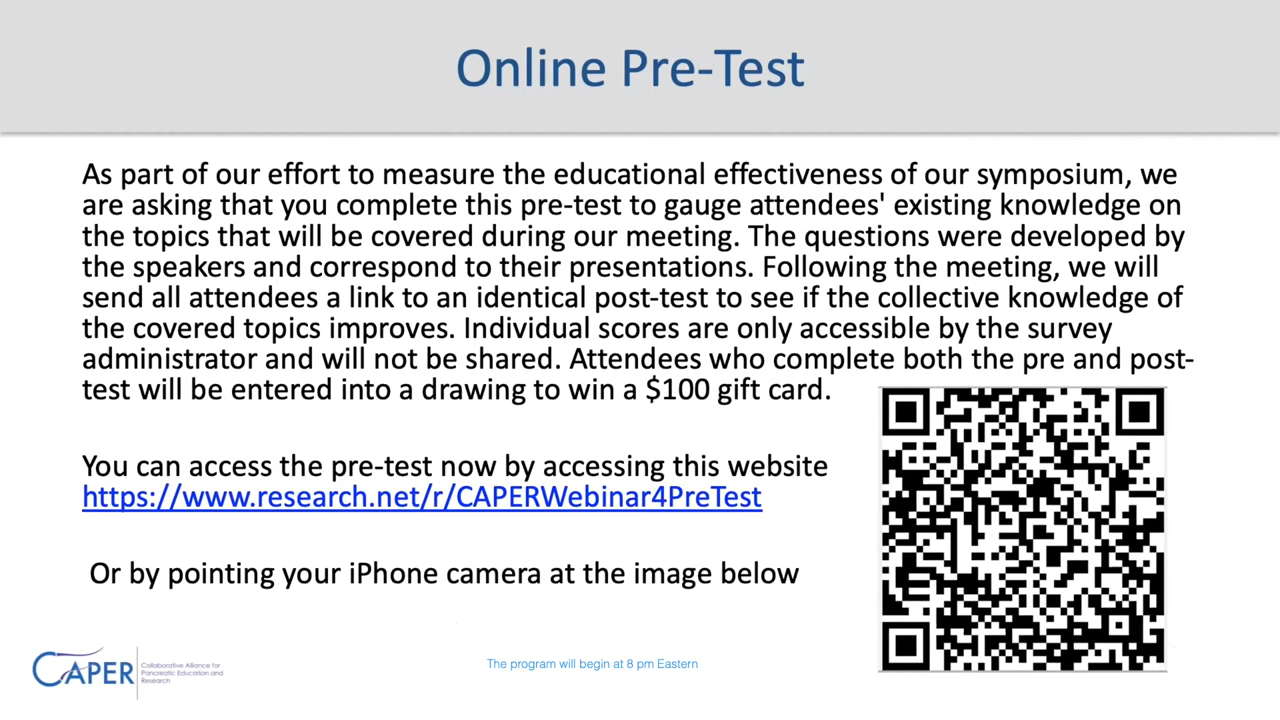 Online Pre-Test
As part of our effort to measure the educational effectiveness of our symposium, we
are asking that you complete this pre-test to gauge attendees' existing knowledge on
the topics that will be covered during our meeting. The questions were developed by
the speakers and correspond to their presentations. Following the meeting, we will
send all attendees a link to an identical post-test to see if the collective knowledge of
the covered topics improves. Individual scores are only accessible by the survey
administrator and will not be shared. Attendees who complete both the pre and post-
test will be entered into a drawing to win a $100 gift card.
You can access the pre-test now by accessing this website
https://www.research.net/r/CAPERWebinar4PreTest
Or by pointing your iPhone camera at the image below
CAPER
Collaborative Alliance for
Pancreatic Education and
Research
The program will begin at 8 pm Eastern